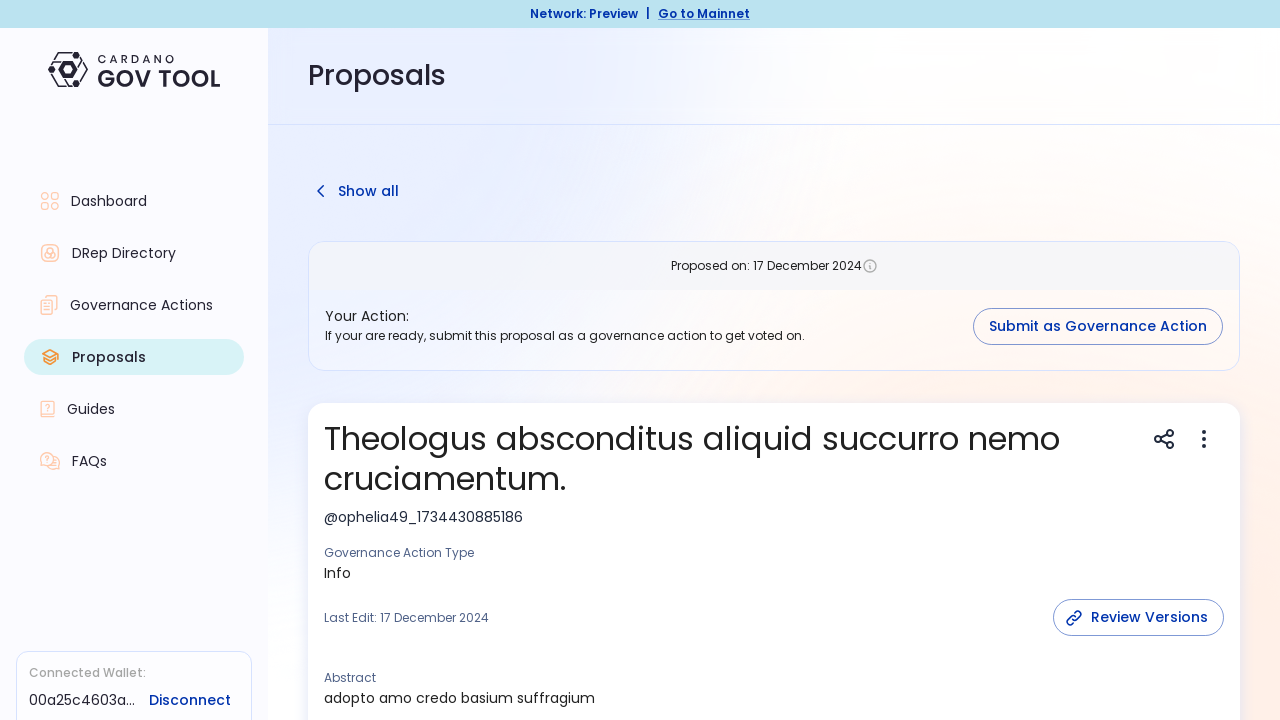 Network: Preview | Go to Mainnet
CARDANO
GOV TOOL
Proposals
Dashboard
DRep Directory
Governance Actions
Proposals
Guides
FAQs
Connected Wallet:
00a25c4603a... Disconnect
Show all
Proposed on: 17 December 2024
Your Action:
If your are ready, submit this proposal as a governance action to get voted on.
Submit as Governance Action
Theologus absconditus aliquid succurro nemo
cruciamentum.
@ophelia49_1734430885186
Governance Action Type
Info
Last Edit: 17 December 2024
Review Versions
Abstract
adopto amo credo basium suffragium